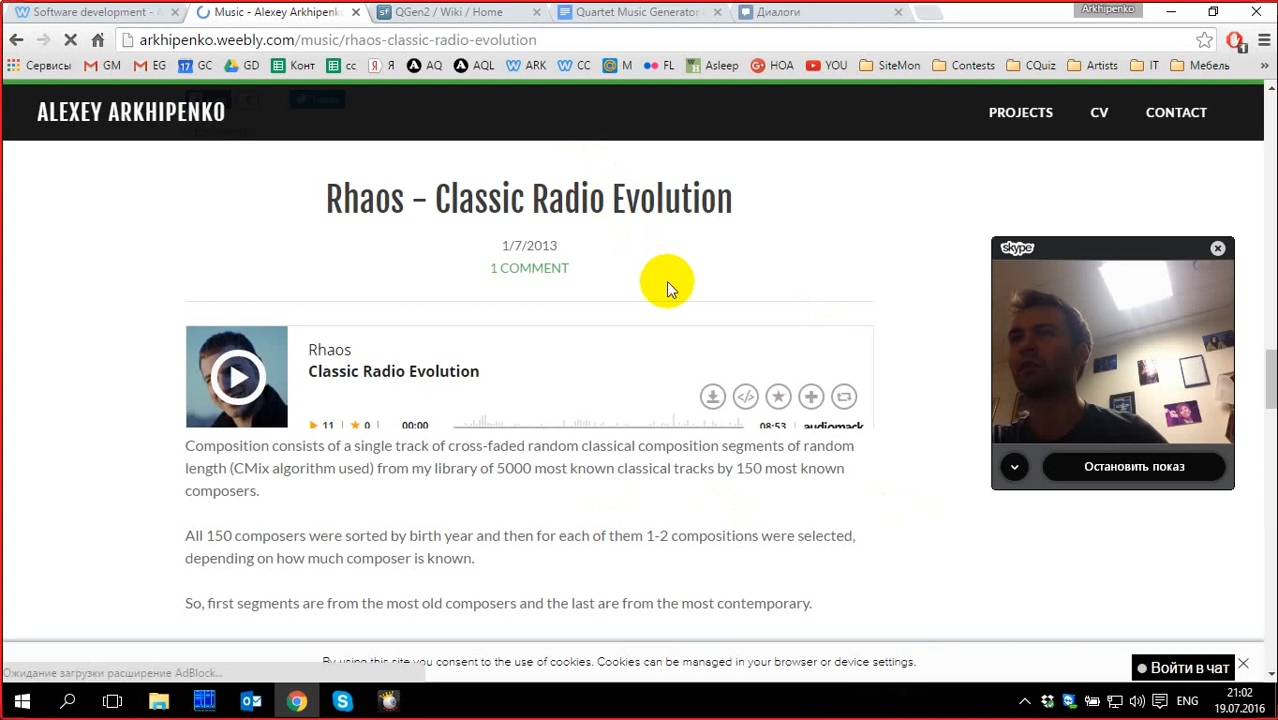 Software development - A
Music - Alexey Arkhipenko
QGen2 / Wiki / Home
Quartet Music Generator
Диалоги
Arkhipenko
arkhipenko.weebly.com/music/rhaos-classic-radio-evolution
Сервисы GM EG GC GD Конт сс Я AQ AQL ARK CC M FL Asleep HOA YOU SiteMon Contests CQuiz Artists IT Мебель »
ALEXEY ARKHIPENKO
PROJECTS CV CONTACT
Rhaos - Classic Radio Evolution
1/7/2013
1 COMMENT
skype
Rhaos
Classic Radio Evolution
11 0 00:00 08:53 audiomack
Остановить показ
Composition consists of a single track of cross-faded random classical composition segments of random
length (CMix algorithm used) from my library of 5000 most known classical tracks by 150 most known
composers.
All 150 composers were sorted by birth year and then for each of them 1-2 compositions were selected,
depending on how much composer is known.
So, first segments are from the most old composers and the last are from the most contemporary.
By using this site you consent to the use of cookies. Cookies can be managed in your browser or device settings.
Войти в чат
Ожидание загрузки расширение AdBlock...
ENG
21:02
19.07.2016